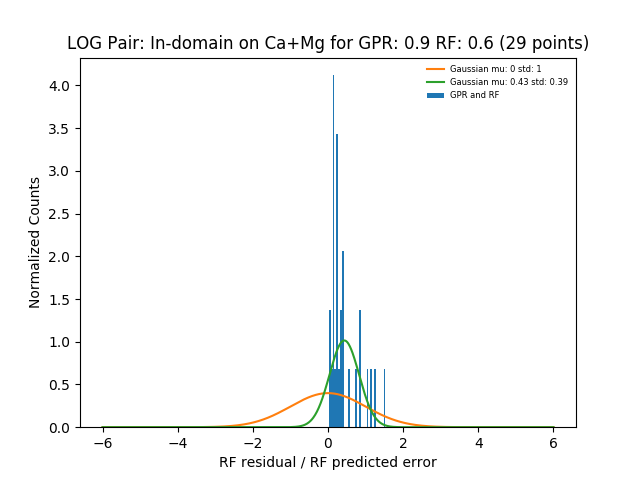 LOG Pair: In-domain on Ca+Mg for GPR: 0.9 RF: 0.6 (29 points)
Gaussian mu: 0 std: 1
Gaussian mu: 0.43 std: 0.39
GPR and RF
Normalized Counts
4.0
3.5
3.0
2.5
2.0
1.5
1.0
0.5
0.0
−6 −4 −2 0 2 4 6
RF residual / RF predicted error